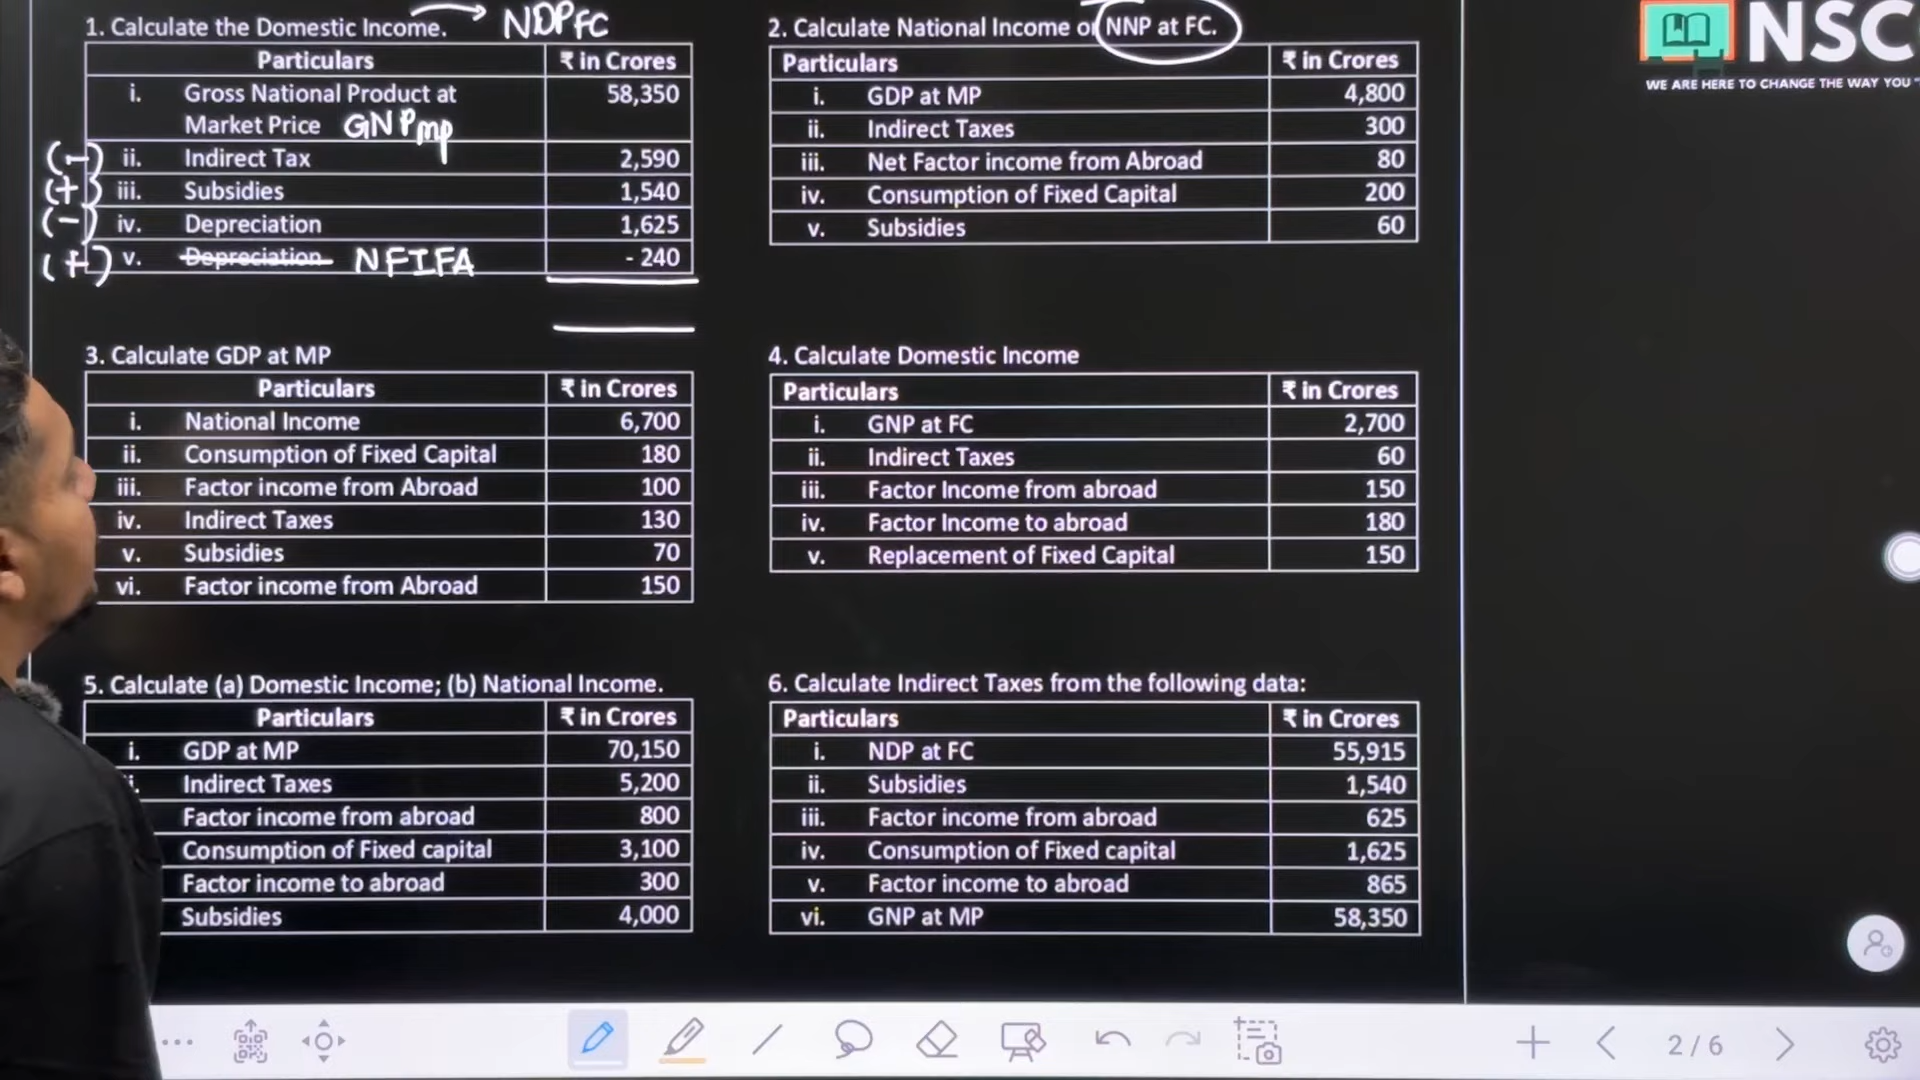 1. Calculate the Domestic Income. → NDPFC
Particulars ₹ in Crores
i. Gross National Product at 58,350
Market Price GNPmp
(-) ii. Indirect Tax 2,590
(+) iii. Subsidies 1,540
(-) iv. Depreciation 1,625
(+) v. Depreciation NFIFA - 240
2. Calculate National Income or NNP at FC.
Particulars ₹ in Crores
i. GDP at MP 4,800
ii. Indirect Taxes 300
iii. Net Factor income from Abroad 80
iv. Consumption of Fixed Capital 200
v. Subsidies 60
NSC
WE ARE HERE TO CHANGE THE WAY YOU
3. Calculate GDP at MP
Particulars ₹ in Crores
i. National Income 6,700
ii. Consumption of Fixed Capital 180
iii. Factor income from Abroad 100
iv. Indirect Taxes 130
v. Subsidies 70
vi. Factor income from Abroad 150
4. Calculate Domestic Income
Particulars ₹ in Crores
i. GNP at FC 2,700
ii. Indirect Taxes 60
iii. Factor Income from abroad 150
iv. Factor Income to abroad 180
v. Replacement of Fixed Capital 150
5. Calculate (a) Domestic Income; (b) National Income.
Particulars ₹ in Crores
i. GDP at MP 70,150
Indirect Taxes 5,200
Factor income from abroad 800
Consumption of Fixed capital 3,100
Factor income to abroad 300
Subsidies 4,000
6. Calculate Indirect Taxes from the following data:
Particulars ₹ in Crores
i. NDP at FC 55,915
ii. Subsidies 1,540
iii. Factor income from abroad 625
iv. Consumption of Fixed capital 1,625
v. Factor income to abroad 865
vi. GNP at MP 58,350
2 / 6